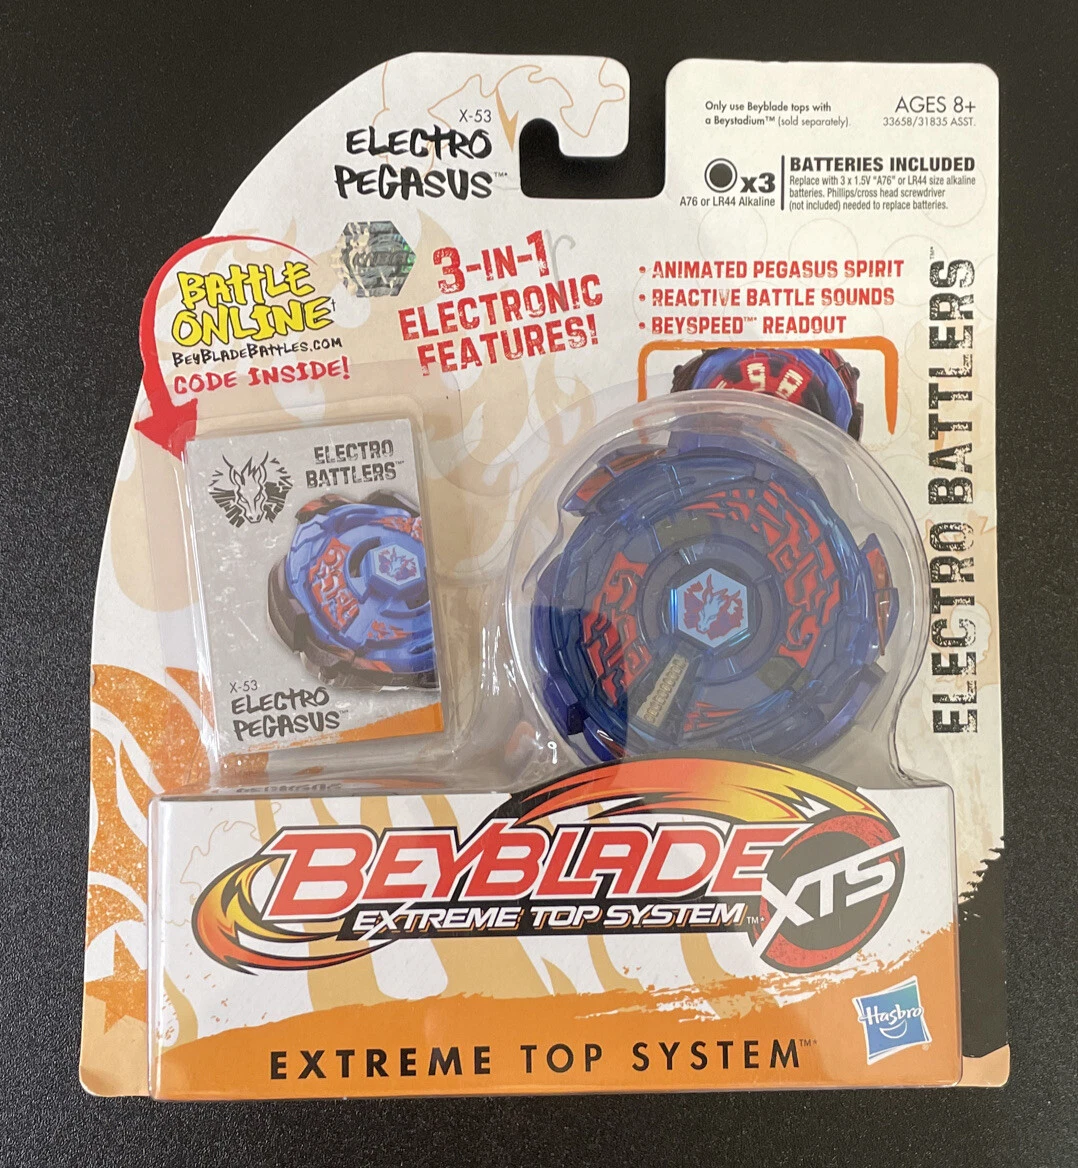 X-53
ELECTRO
PEGASUS™*
Only use Beyblade tops with
a Beystadium™ (sold separately).
AGES 8+
33658/31835 ASST.
x3
A76 or LR44 Alkaline
BATTERIES INCLUDED
Replace with 3 x 1.5V "A76" or LR44 size alkaline
batteries. Phillips/cross head screwdriver
(not included) needed to replace batteries.
BATTLE
ONLINE
BEYBLADEBATTLES.COM
CODE INSIDE!
3-IN-1
ELECTRONIC
FEATURES!
• ANIMATED PEGASUS SPIRIT
• REACTIVE BATTLE SOUNDS
• BEYSPEED™* READOUT
98
ELECTRO BATTLERS™*
ELECTRO
BATTLERS™
X-53
ELECTRO
PEGASUS™
BEYBLADE
EXTREME TOP SYSTEM™*
XTS
Hasbro
EXTREME TOP SYSTEM™*